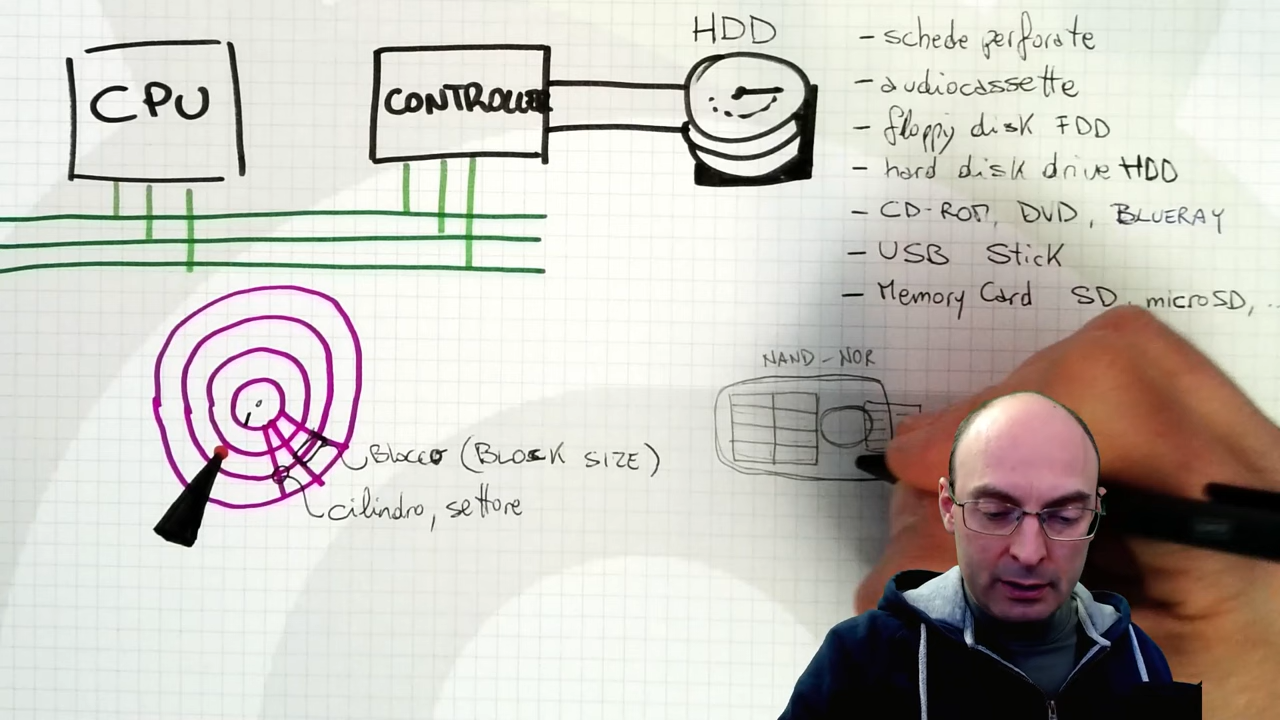 HDD
CPU
CONTROLLER
- schede perforate
- audiocassette
- floppy disk FDD
- hard disk drive HDD
- CD-ROM, DVD, BLUERAY
- USB Stick
- Memory Card SD, microSD, ..
NAND-NOR
BLOCCO (BLOCK SIZE)
cilindro, settore